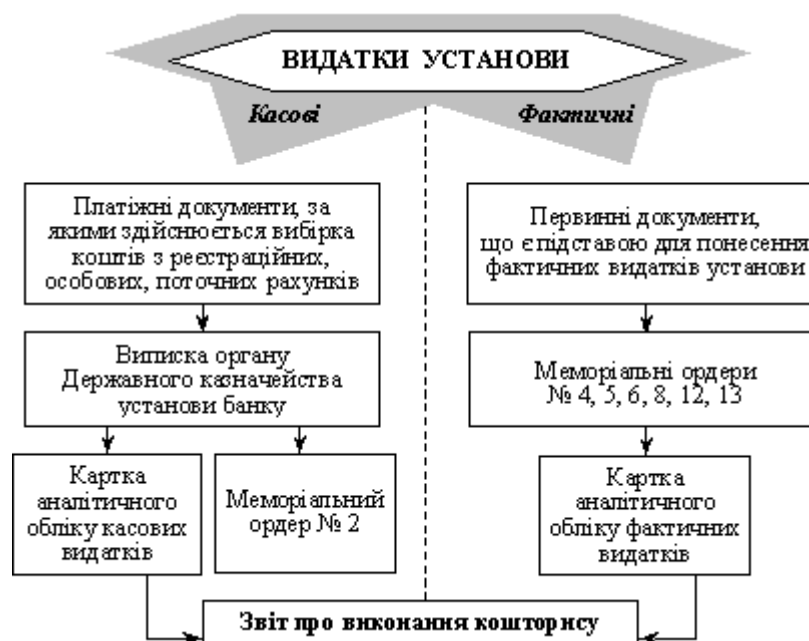 ВИДАТКИ УСТАНОВИ
Касові
Фактичні
Платіжні документи, за
якими здійснюється вибірка
коштів з реєстраційних,
особових, поточних рахунків
Виписка органу
Державного казначейства
установи банку
Картка
аналітичного
обліку касових
видатків
Меморіальний
ордер № 2
Первинні документи,
що є підставою для понесення
фактичних видатків установи
Меморіальні ордери
№ 4, 5, 6, 8, 12, 13
Картка
аналітичного
обліку фактичних
видатків
Звіт про виконання кошторису